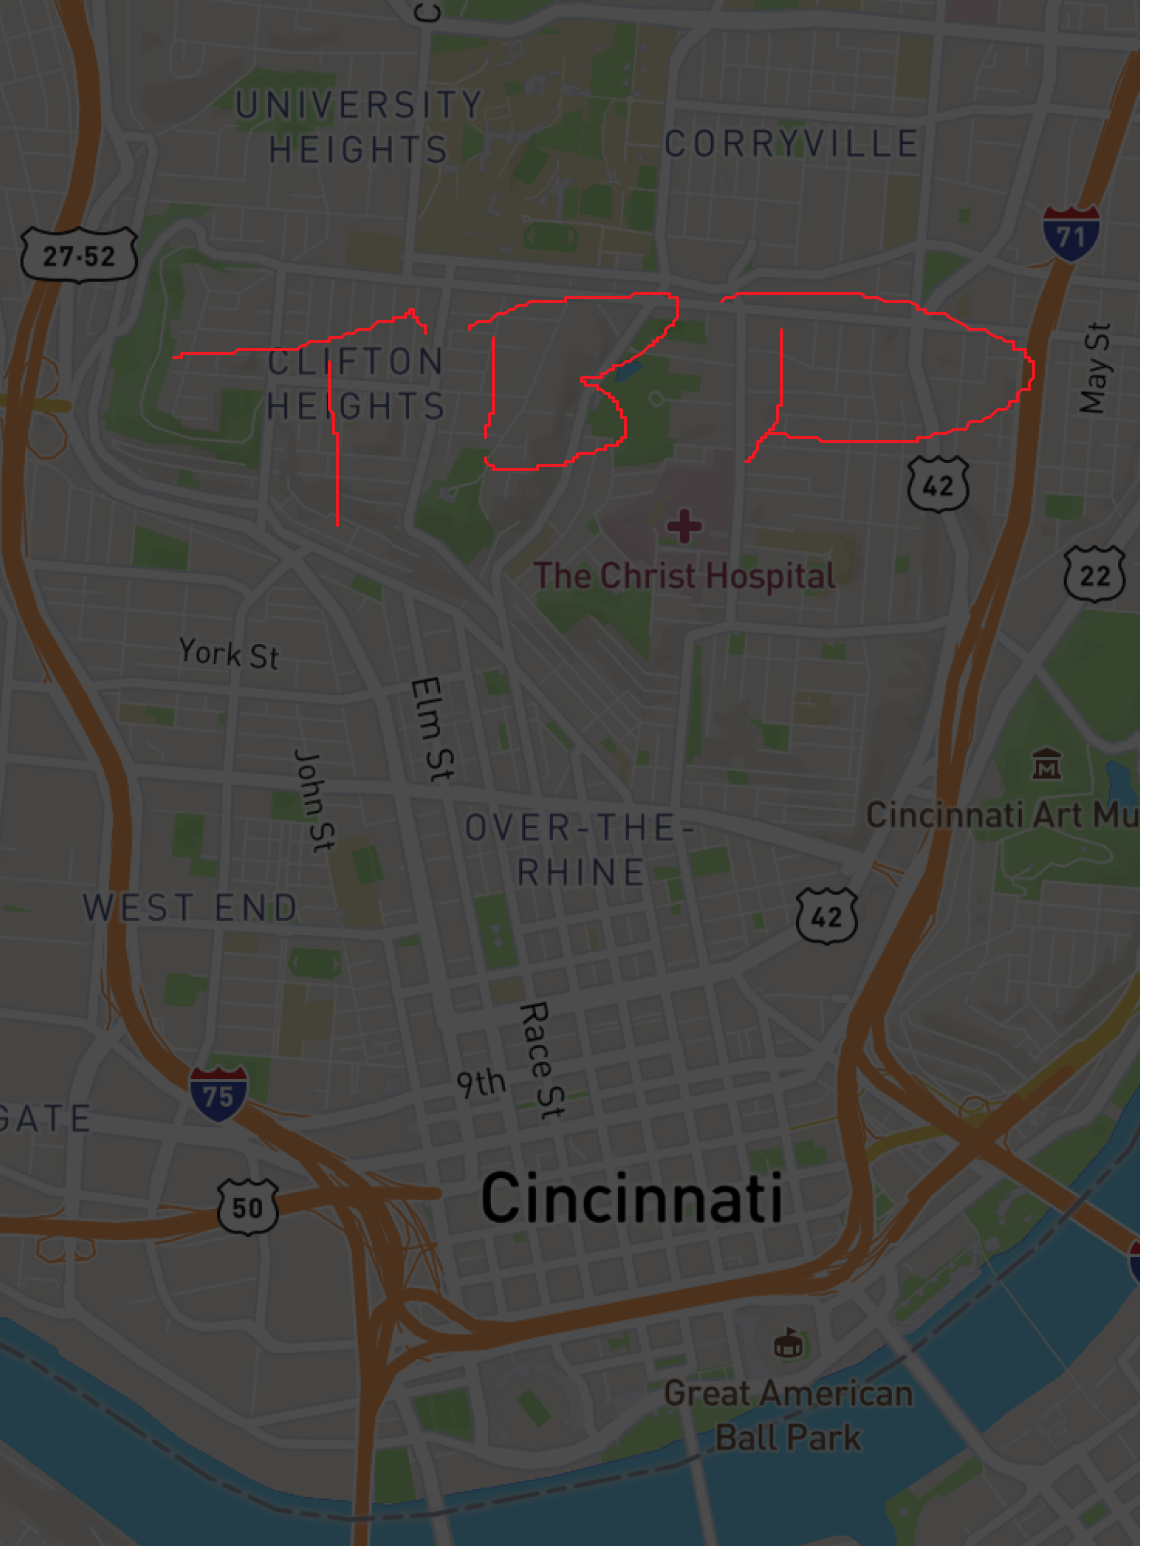 C
UNIVERSITY
HEIGHTS
CORRYVILLE
27·52
71
TBD
CLIFTON
HEIGHTS
May St
42
The Christ Hospital
22
York St
Elm St
John St
Cincinnati Art Mu
OVER-THE-
RHINE
WEST END
42
Race St
9th
75
GATE
Cincinnati
50
Great American
Ball Park